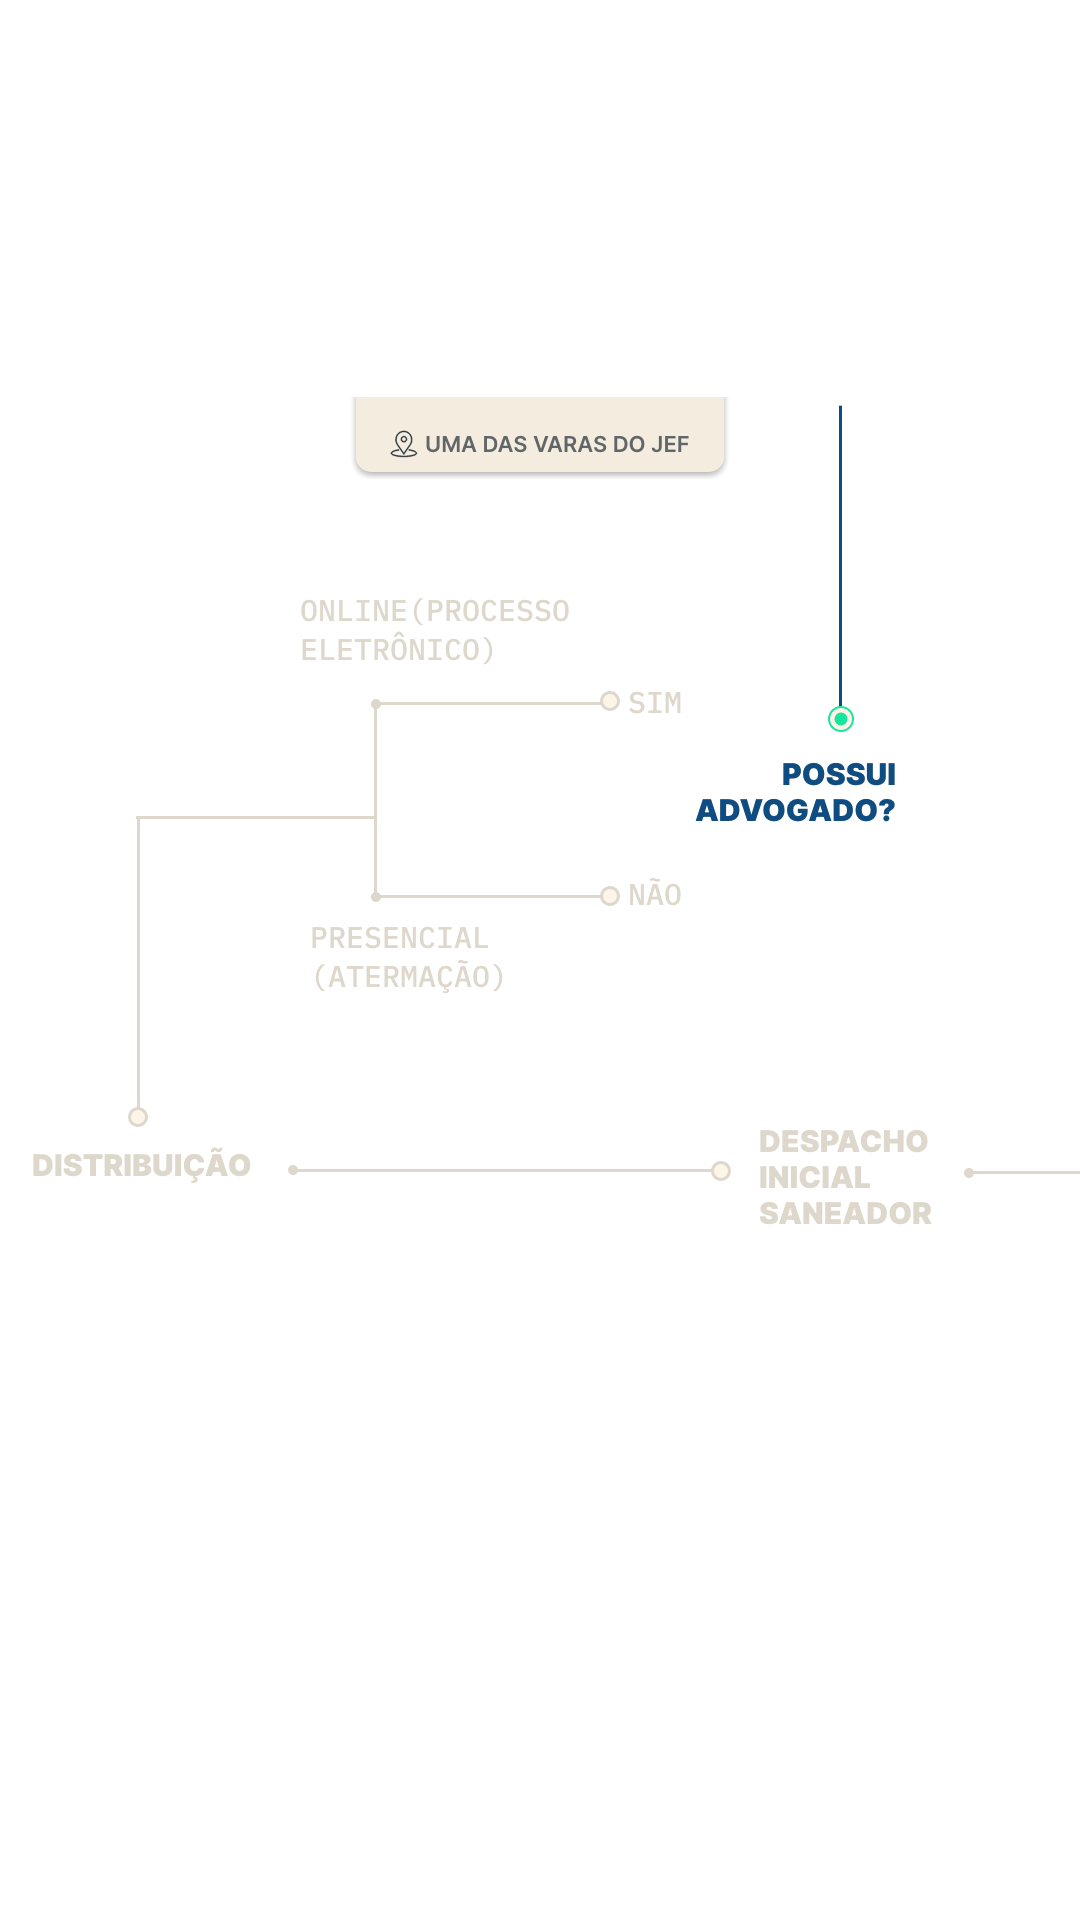 UMA DAS VARAS DO JEF
ONLINE(PROCESSO
ELETRÔNICO)
SIM
POSSUI
ADVOGADO?
NÃO
PRESENCIAL
(ATERMAÇÃO)
DISTRIBUIÇÃO
DESPACHO
INICIAL
SANEADOR